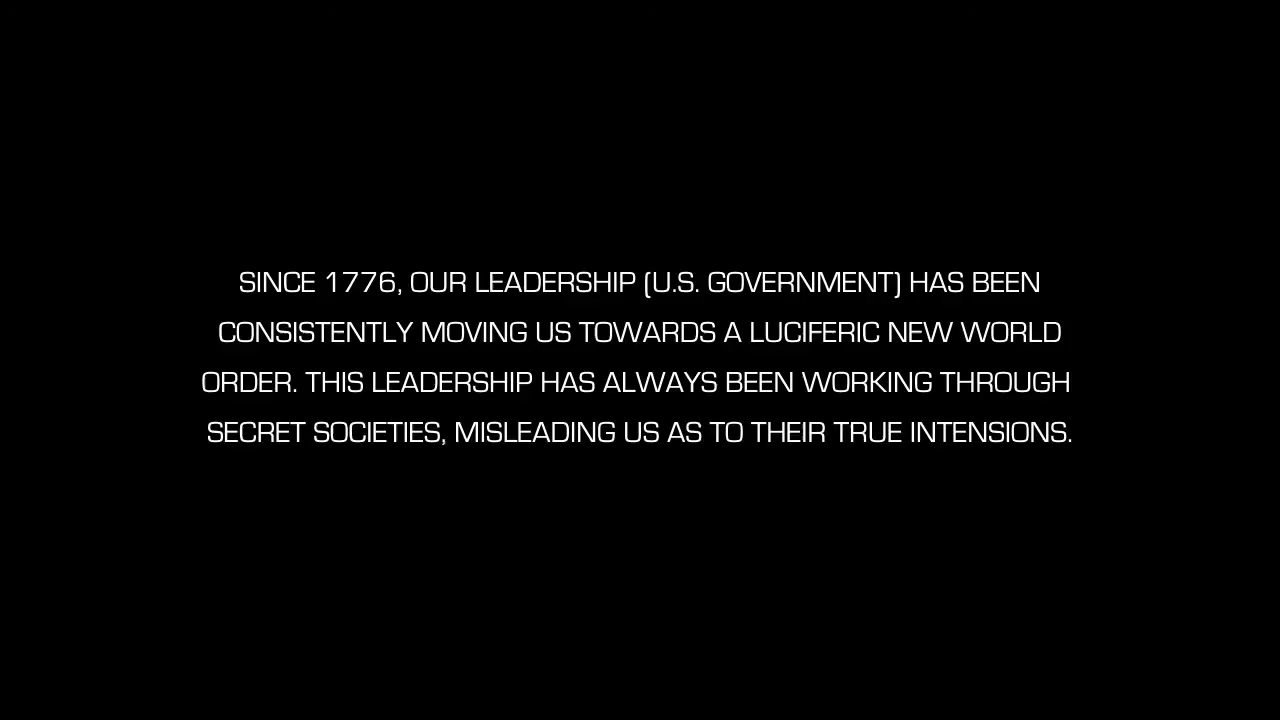 SINCE 1776, OUR LEADERSHIP (U.S. GOVERNMENT) HAS BEEN
CONSISTENTLY MOVING US TOWARDS A LUCIFERIC NEW WORLD
ORDER. THIS LEADERSHIP HAS ALWAYS BEEN WORKING THROUGH
SECRET SOCIETIES, MISLEADING US AS TO THEIR TRUE INTENSIONS.